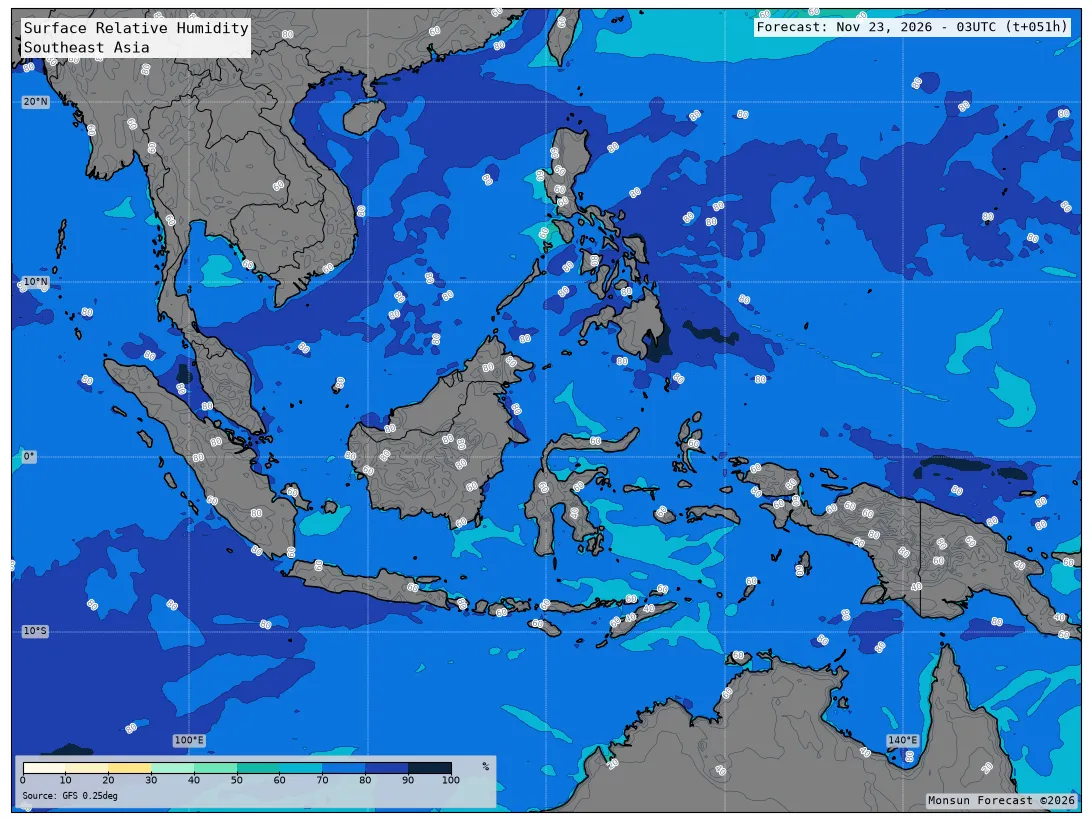 Surface Relative Humidity
Southeast Asia
Forecast: Nov 23, 2026 - 03UTC (t+051h)
20°N
10°N
0°
10°S
100°E
140°E
0 10 20 30 40 50 60 70 80 90 100
%
Source: GFS 0.25deg
Monsun Forecast ©2026